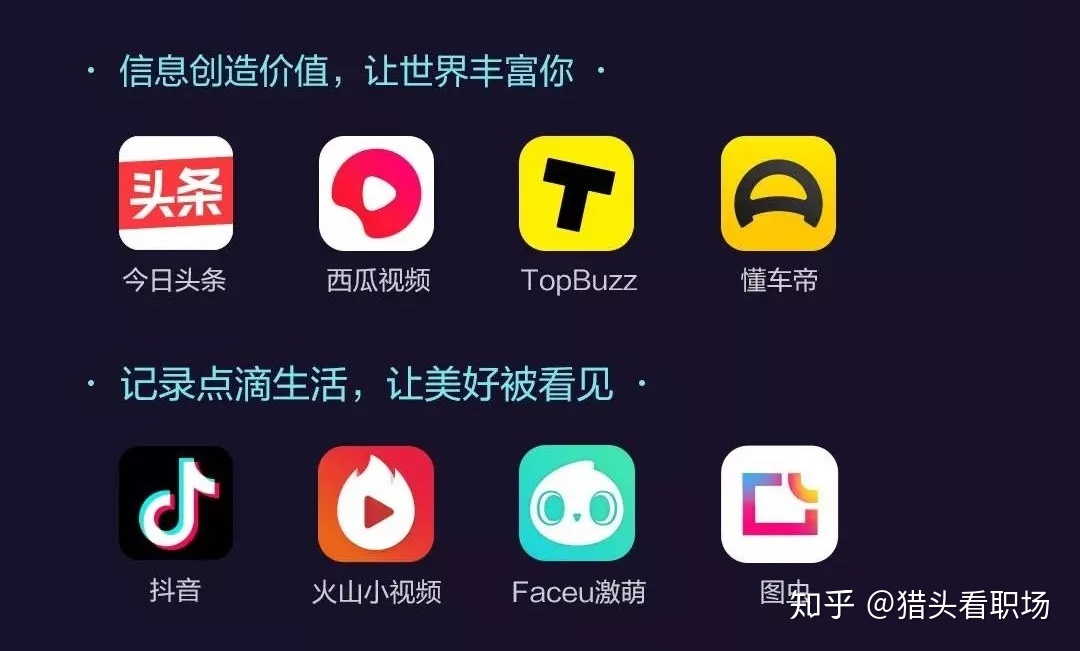 · 信息创造价值，让世界丰富你 ·
头条
今日头条 西瓜视频 TopBuzz 懂车帝
· 记录点滴生活，让美好被看见 ·
抖音 火山小视频 Faceu激萌 图虫
知乎 @猎头看职场